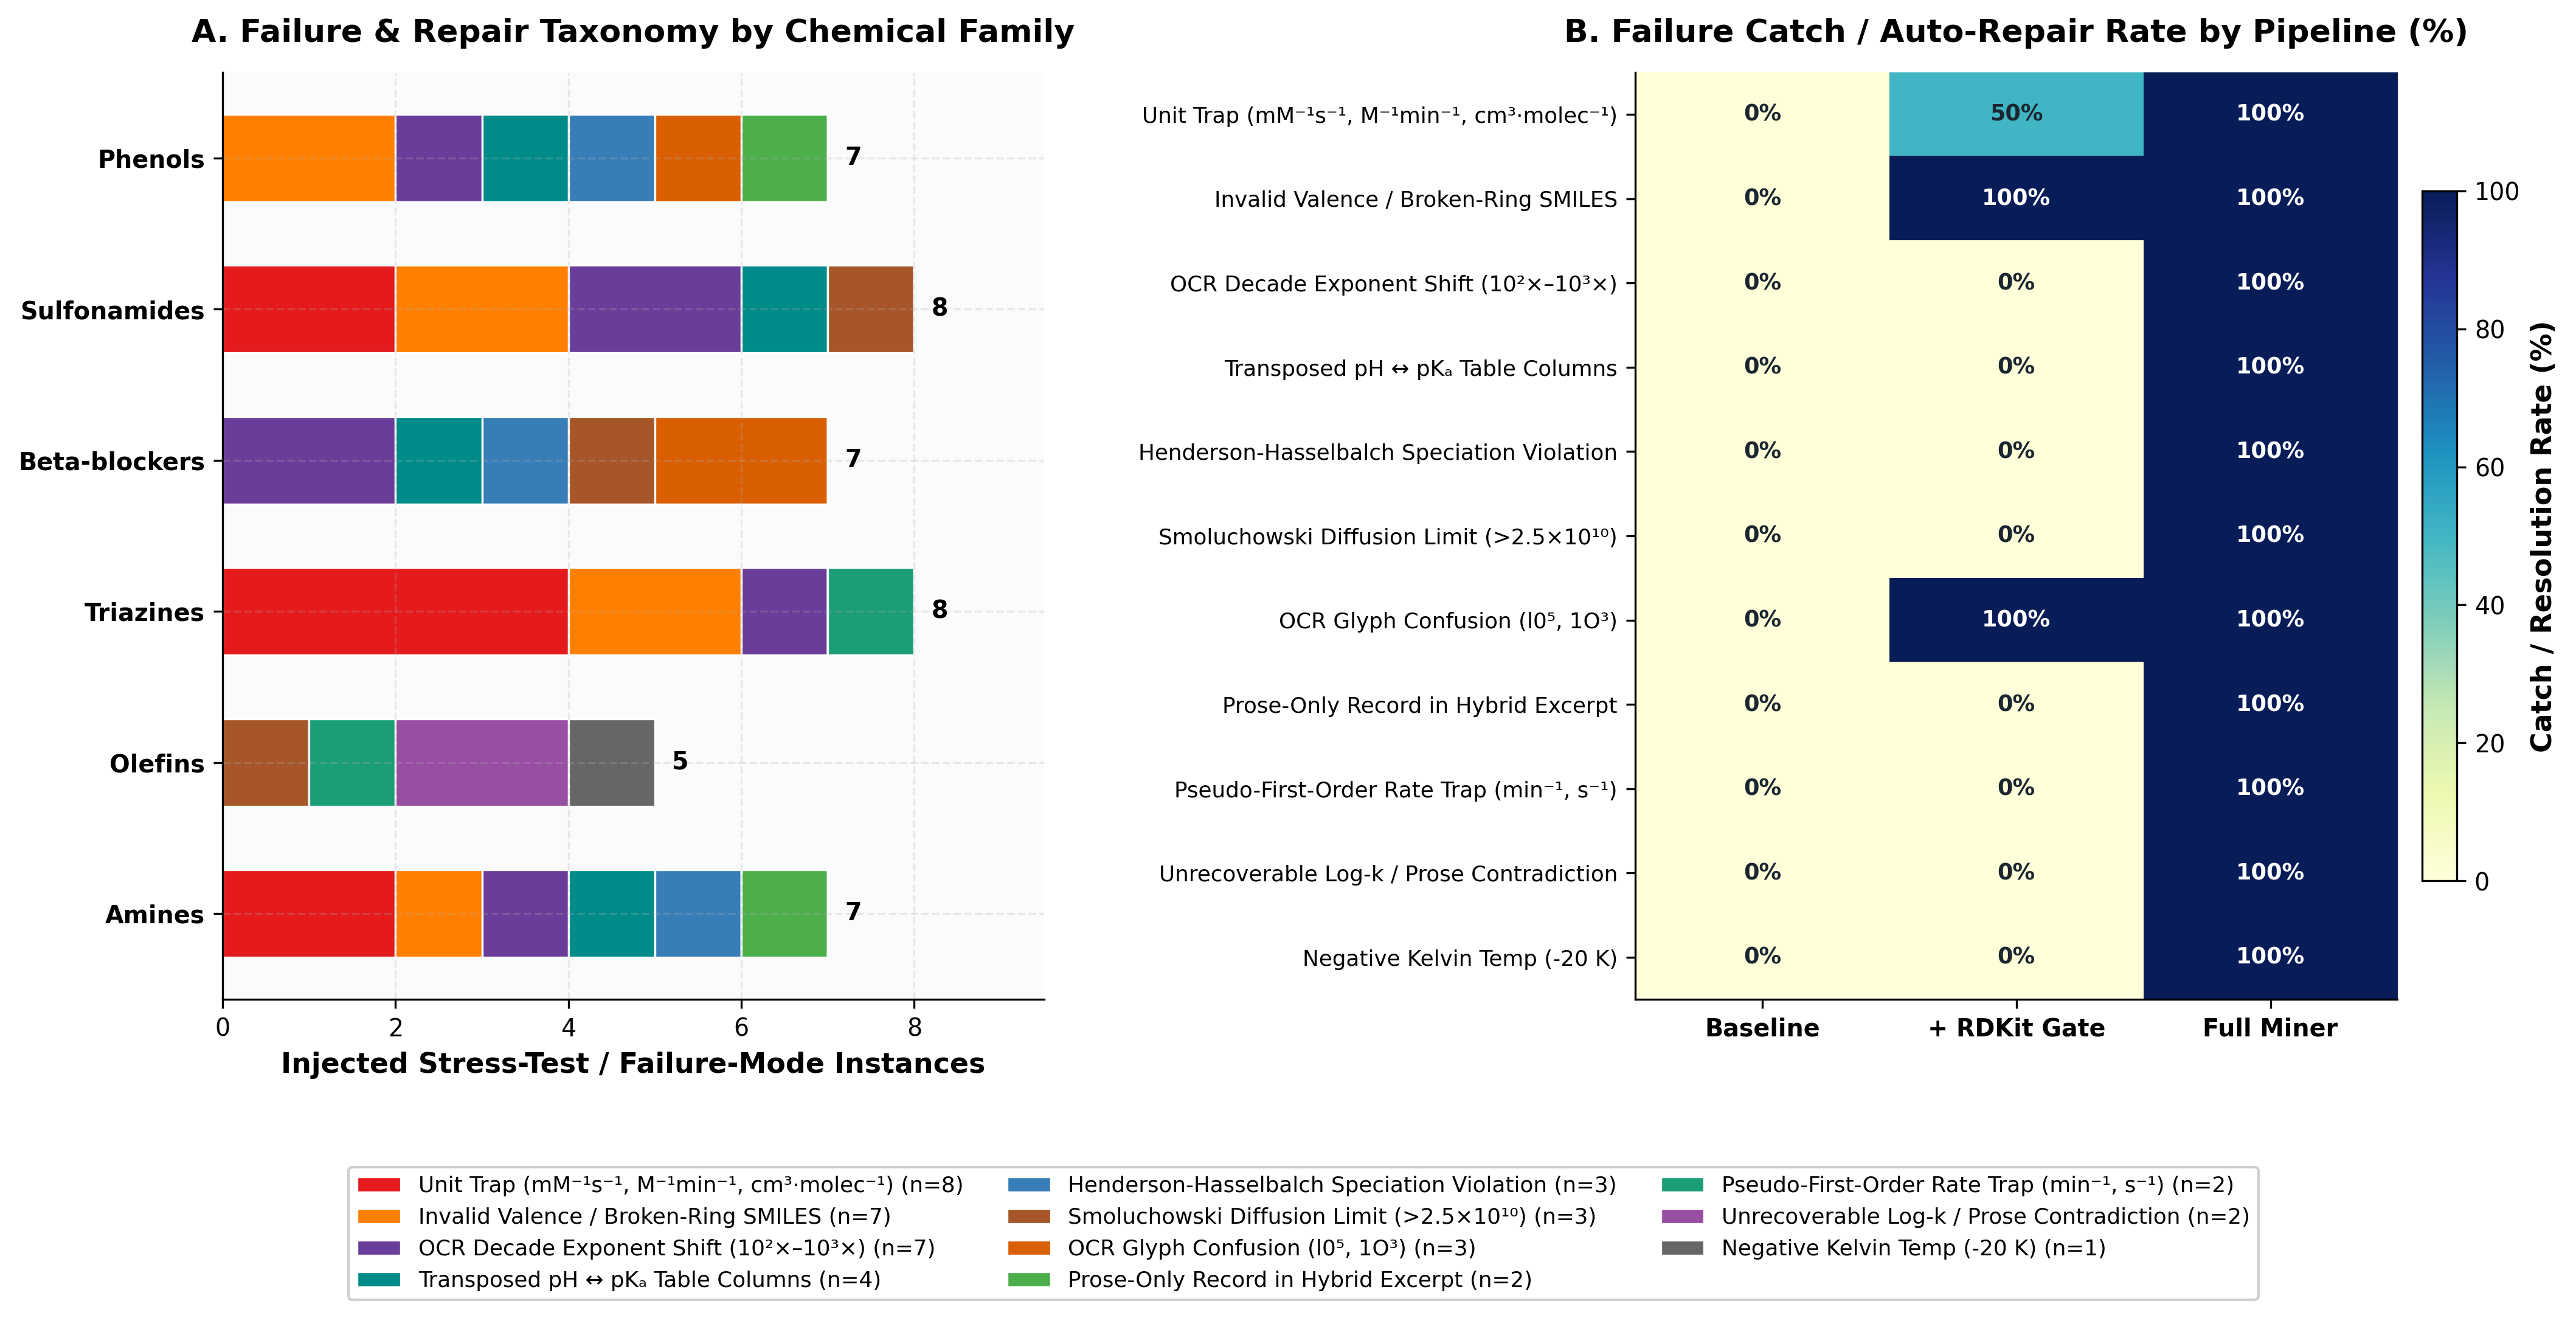 A. Failure & Repair Taxonomy by Chemical Family
Phenols
7
Sulfonamides
8
Beta-blockers
7
Triazines
8
Olefins
5
Amines
7
0 2 4 6 8
Injected Stress-Test / Failure-Mode Instances
B. Failure Catch / Auto-Repair Rate by Pipeline (%)
Unit Trap (mM⁻¹s⁻¹, M⁻¹min⁻¹, cm³·molec⁻¹) 0% 50% 100%
Invalid Valence / Broken-Ring SMILES 0% 100% 100%
OCR Decade Exponent Shift (10²×–10³×) 0% 0% 100%
Transposed pH ↔ pKₐ Table Columns 0% 0% 100%
Henderson-Hasselbalch Speciation Violation 0% 0% 100%
Smoluchowski Diffusion Limit (>2.5×10¹⁰) 0% 0% 100%
OCR Glyph Confusion (l0⁵, 1O³) 0% 100% 100%
Prose-Only Record in Hybrid Excerpt 0% 0% 100%
Pseudo-First-Order Rate Trap (min⁻¹, s⁻¹) 0% 0% 100%
Unrecoverable Log-k / Prose Contradiction 0% 0% 100%
Negative Kelvin Temp (-20 K) 0% 0% 100%
Baseline + RDKit Gate Full Miner
100
80
60
40
20
0
Catch / Resolution Rate (%)
Unit Trap (mM⁻¹s⁻¹, M⁻¹min⁻¹, cm³·molec⁻¹) (n=8)
Invalid Valence / Broken-Ring SMILES (n=7)
OCR Decade Exponent Shift (10²×–10³×) (n=7)
Transposed pH ↔ pKₐ Table Columns (n=4)
Henderson-Hasselbalch Speciation Violation (n=3)
Smoluchowski Diffusion Limit (>2.5×10¹⁰) (n=3)
OCR Glyph Confusion (l0⁵, 1O³) (n=3)
Prose-Only Record in Hybrid Excerpt (n=2)
Pseudo-First-Order Rate Trap (min⁻¹, s⁻¹) (n=2)
Unrecoverable Log-k / Prose Contradiction (n=2)
Negative Kelvin Temp (-20 K) (n=1)